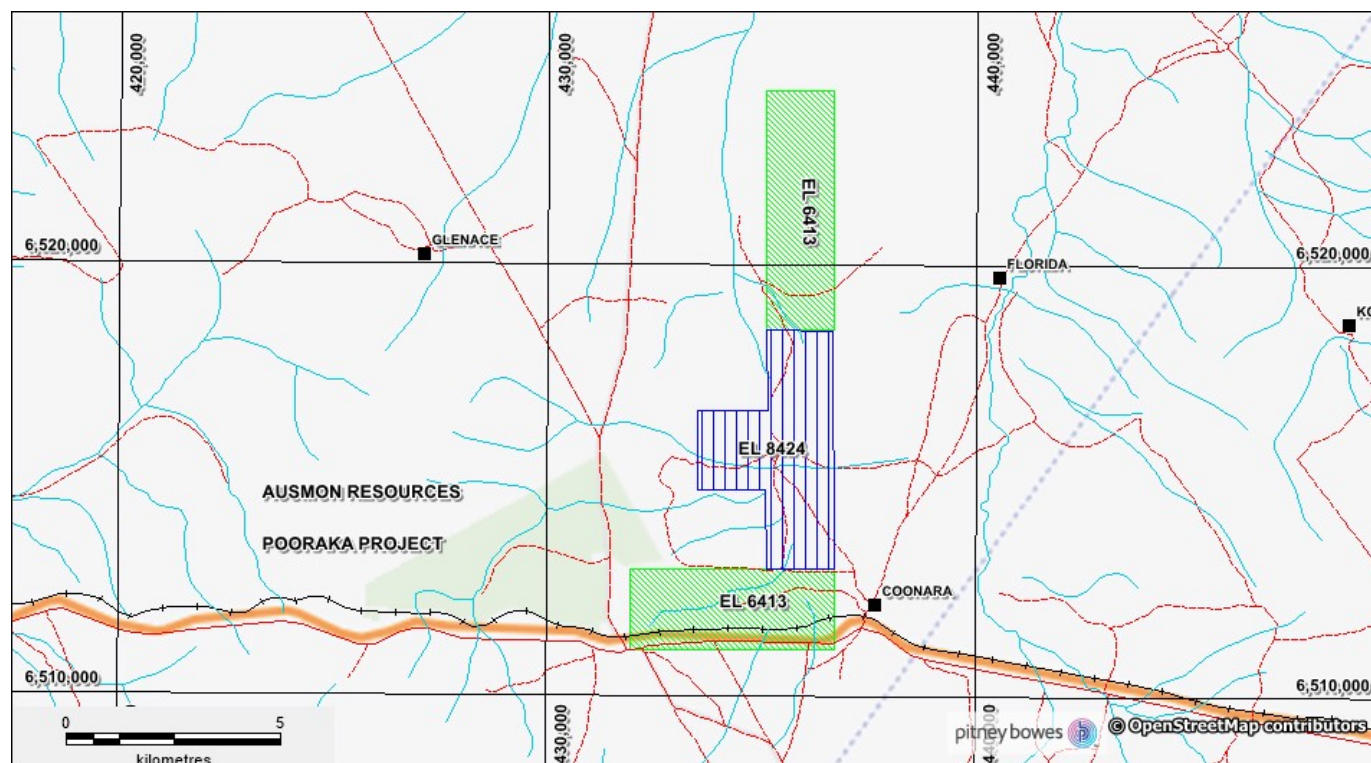 420,000
430,000
440,000
EL 6413
GLENACE
6,520,000
6,520,000
FLORIDA
KO
EL 8424
AUSMON RESOURCES
POORAKA PROJECT
EL 6413
COONARA
6,510,000
6,510,000
0 5
kilometres
430,000
440,000
pitney bowes
© OpenStreetMap contributors